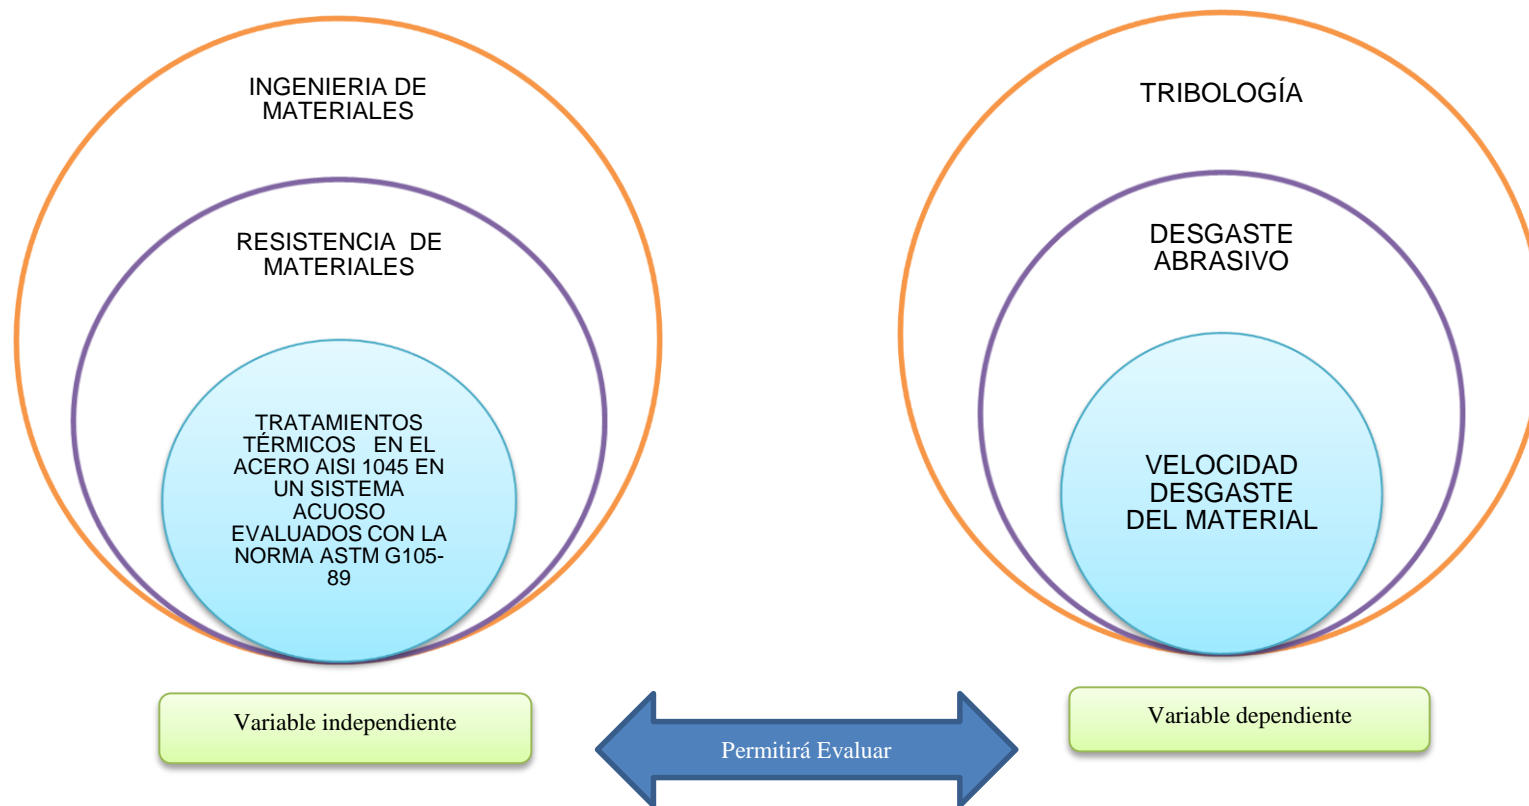 INGENIERIA DE
MATERIALES
RESISTENCIA DE
MATERIALES
TRATAMIENTOS
TÉRMICOS EN EL
ACERO AISI 1045 EN
UN SISTEMA
ACUOSO
EVALUADOS CON LA
NORMA ASTM G105-
89
Variable independiente
Permitirá Evaluar
TRIBOLOGÍA
DESGASTE
ABRASIVO
VELOCIDAD
DESGASTE
DEL MATERIAL
Variable dependiente